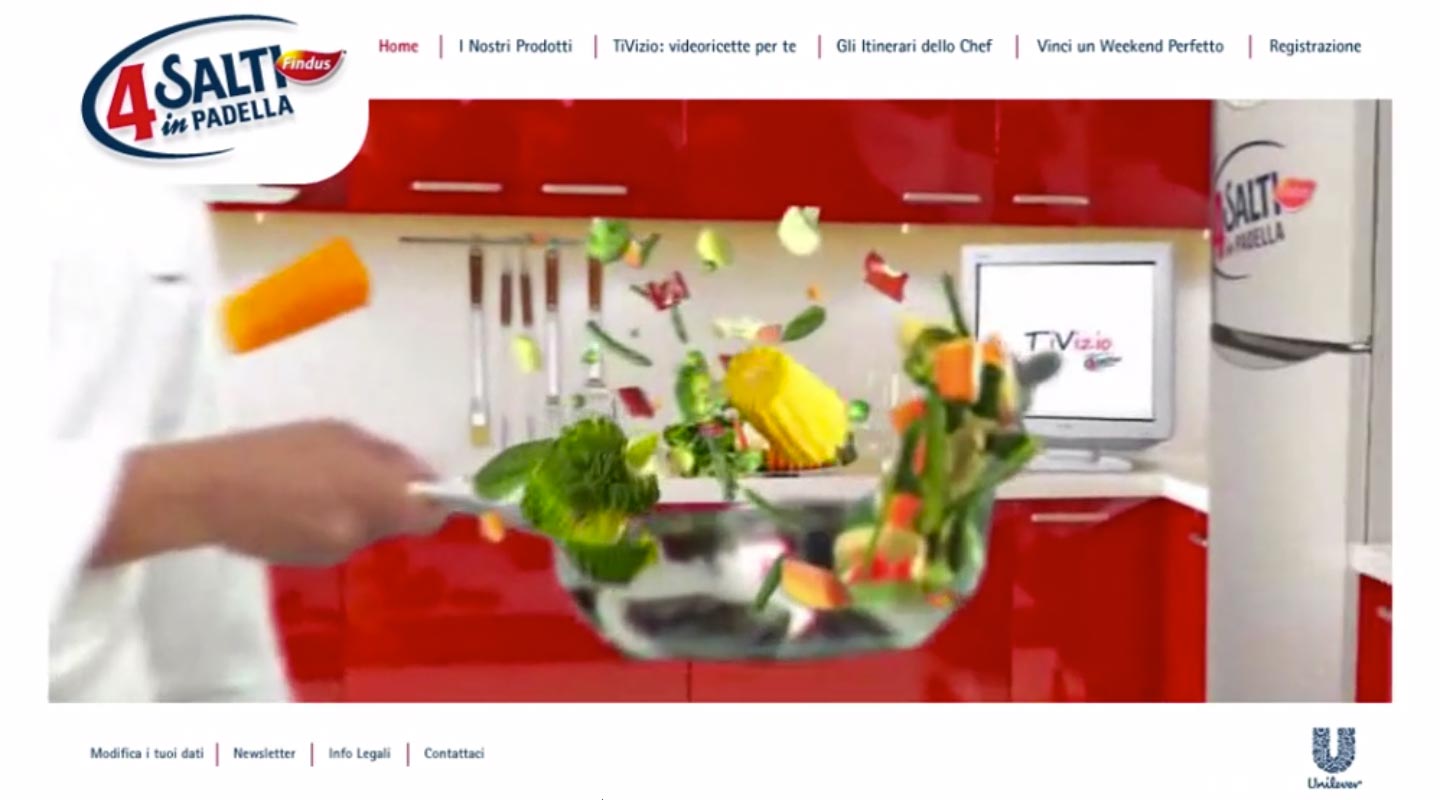 4 SALTI
Findus
in PADELLA
Home | I Nostri Prodotti | TiVizio: videoricette per te | Gli Itinerari dello Chef | Vinci un Weekend Perfetto | Registrazione
4 SALTI
in PADELLA
TiVizio
Modifica i tuoi dati | Newsletter | Info Legali | Contattaci
Unilever